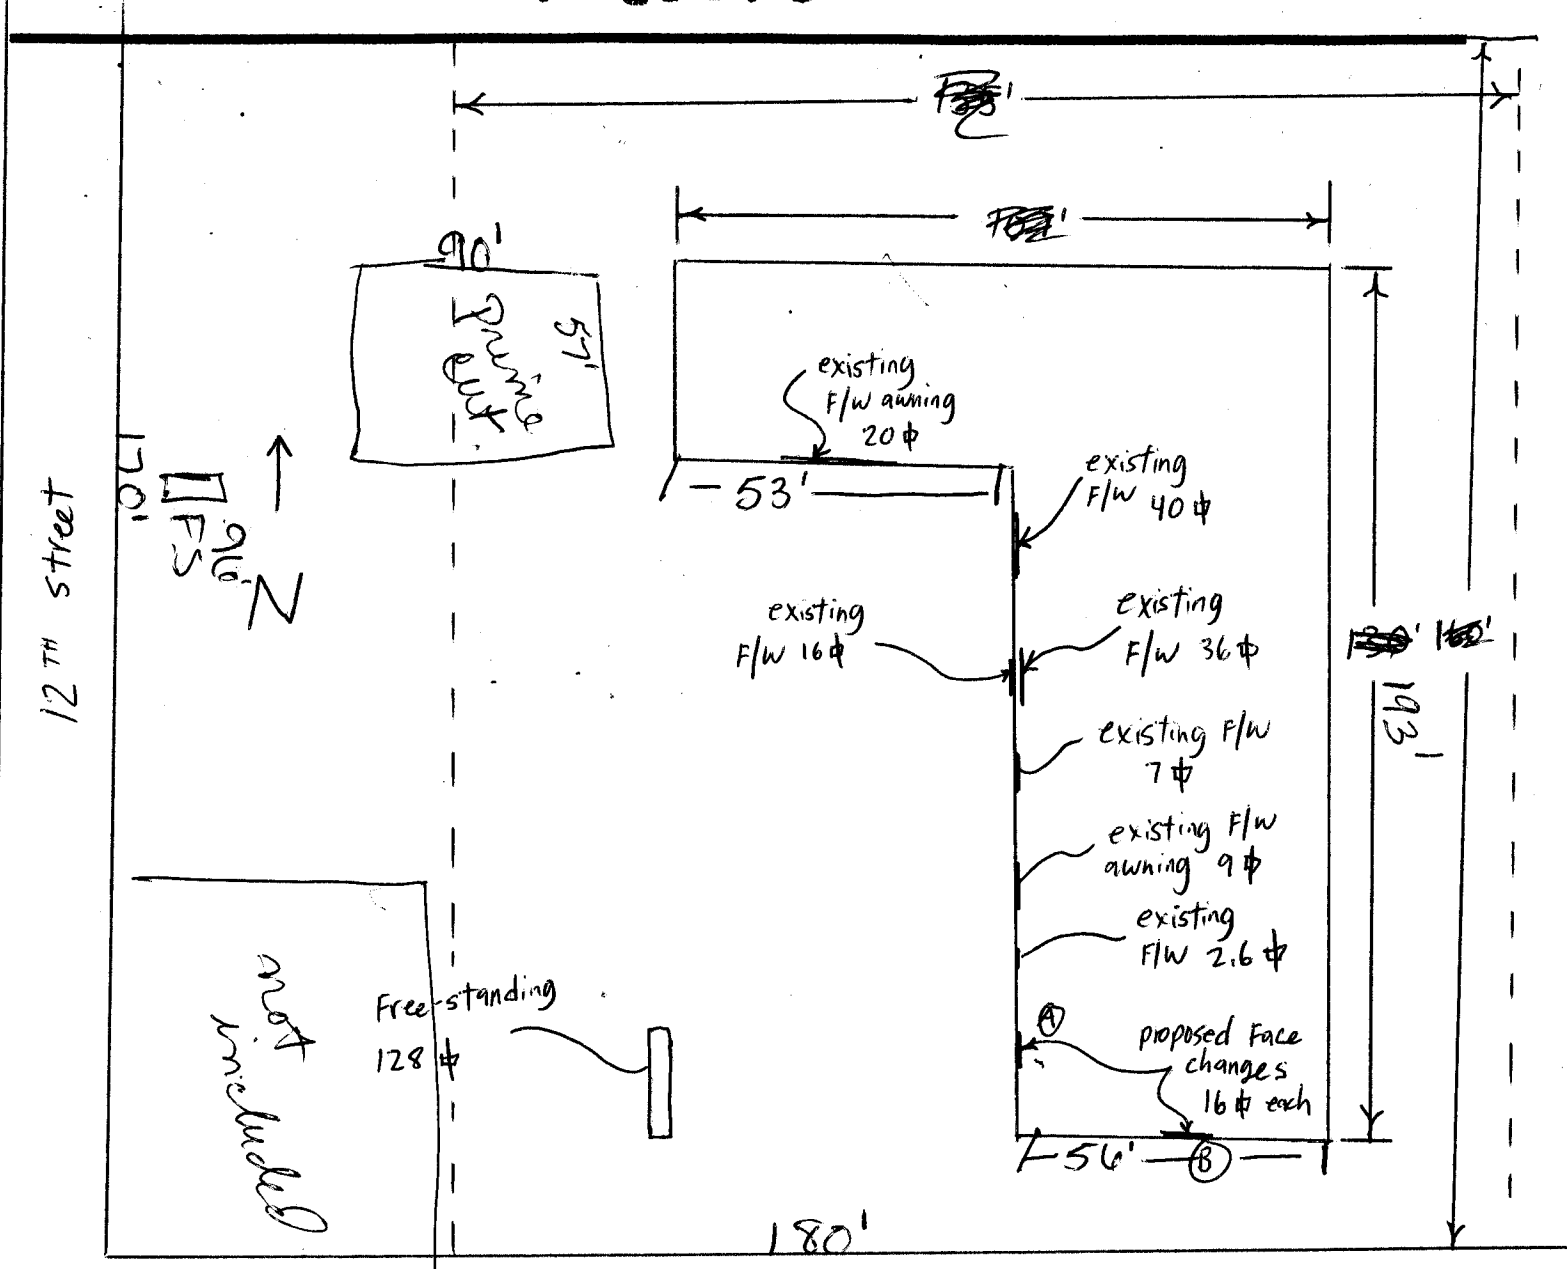 90'
57'
Prime
cut
existing
F/W awning
20 ⌽
- 53'
existing
F/W 40 ⌽
12TH street
170'
FS
96'
N
existing
F/W 16 ⌽
existing
F/W 36 ⌽
193'
existing F/W
7 ⌽
existing F/W
awning 9 ⌽
existing
F/W 2.6 ⌽
not
included
Free-standing
128 ⌽
A
proposed Face
changes
16 ⌽ each
56'
B
180'